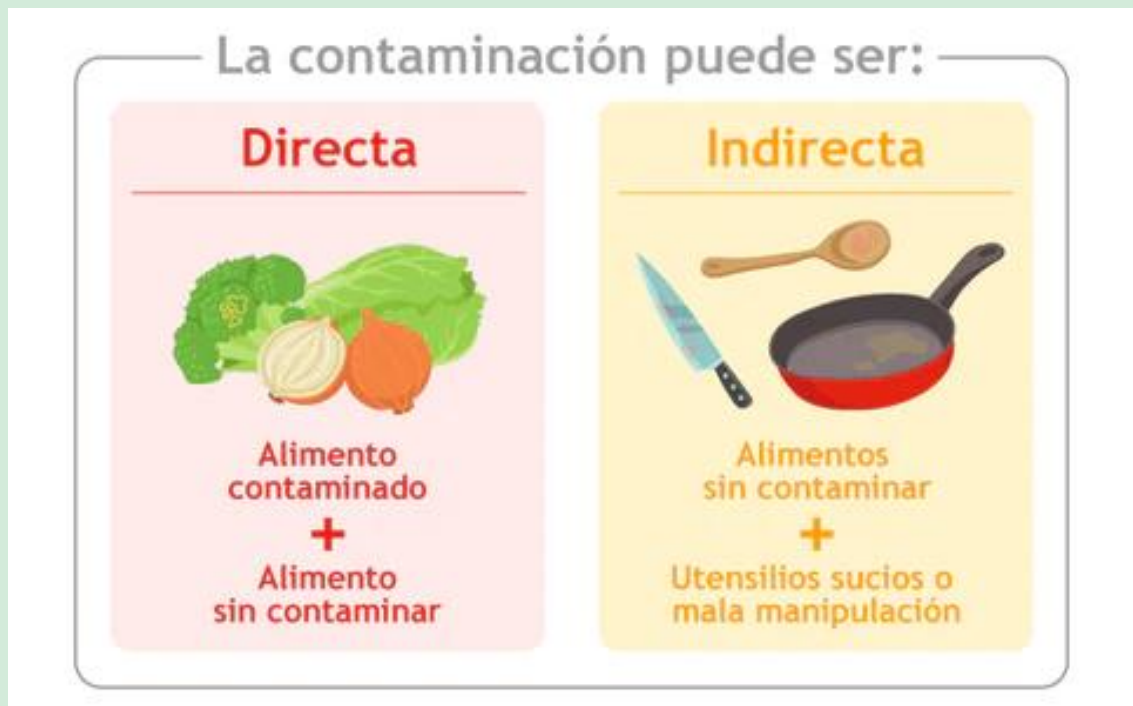 La contaminación puede ser:
Directa
Alimento
contaminado
+
Alimento
sin contaminar
Indirecta
Alimentos
sin contaminar
+
Utensilios sucios o
mala manipulación